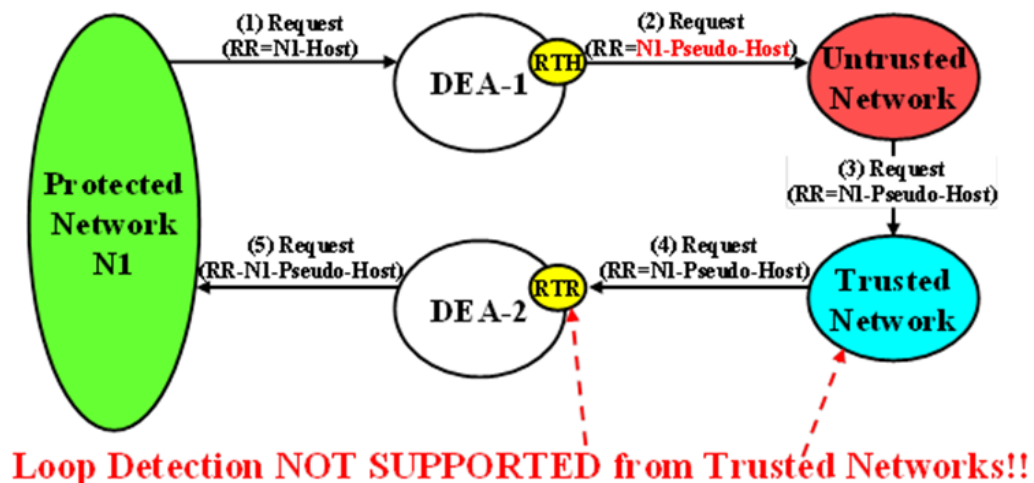 (1) Request
(RR=N1-Host)
(2) Request
(RR=N1-Pseudo-Host)
DEA-1
RTH
Untrusted
Network
(3) Request
(RR=N1-Pseudo-Host)
Protected
Network
N1
(5) Request
(RR-N1-Pseudo-Host)
(4) Request
(RR=N1-Pseudo-Host)
DEA-2
RTR
Trusted
Network
Loop Detection NOT SUPPORTED from Trusted Networks!!